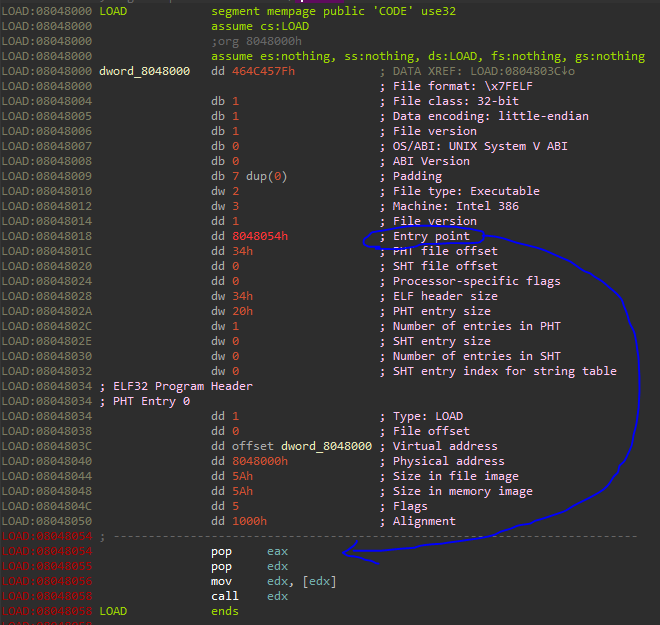 LOAD:08048000 LOAD segment mempage public 'CODE' use32
LOAD:08048000 assume cs:LOAD
LOAD:08048000 ;org 8048000h
LOAD:08048000 assume es:nothing, ss:nothing, ds:LOAD, fs:nothing, gs:nothing
LOAD:08048000 dword_8048000 dd 464C457Fh ; DATA XREF: LOAD:0804803C↓o
LOAD:08048000 ; File format: \x7FELF
LOAD:08048004 db 1 ; File class: 32-bit
LOAD:08048005 db 1 ; Data encoding: little-endian
LOAD:08048006 db 1 ; File version
LOAD:08048007 db 0 ; OS/ABI: UNIX System V ABI
LOAD:08048008 db 0 ; ABI Version
LOAD:08048009 db 7 dup(0) ; Padding
LOAD:08048010 dw 2 ; File type: Executable
LOAD:08048012 dw 3 ; Machine: Intel 386
LOAD:08048014 dd 1 ; File version
LOAD:08048018 dd 8048054h ; Entry point
LOAD:0804801C dd 34h ; PHT file offset
LOAD:08048020 dd 0 ; SHT file offset
LOAD:08048024 dd 0 ; Processor-specific flags
LOAD:08048028 dw 34h ; ELF header size
LOAD:0804802A dw 20h ; PHT entry size
LOAD:0804802C dw 1 ; Number of entries in PHT
LOAD:0804802E dw 0 ; SHT entry size
LOAD:08048030 dw 0 ; Number of entries in SHT
LOAD:08048032 dw 0 ; SHT entry index for string table
LOAD:08048034 ; ELF32 Program Header
LOAD:08048034 ; PHT Entry 0
LOAD:08048034 dd 1 ; Type: LOAD
LOAD:08048038 dd 0 ; File offset
LOAD:0804803C dd offset dword_8048000 ; Virtual address
LOAD:08048040 dd 8048000h ; Physical address
LOAD:08048044 dd 5Ah ; Size in file image
LOAD:08048048 dd 5Ah ; Size in memory image
LOAD:0804804C dd 5 ; Flags
LOAD:08048050 dd 1000h ; Alignment
LOAD:08048054 ; ---------------------------------------------------------------------------
LOAD:08048054 pop eax
LOAD:08048055 pop edx
LOAD:08048056 mov edx, [edx]
LOAD:08048058 call edx
LOAD:08048058 LOAD ends
LOAD:08048058